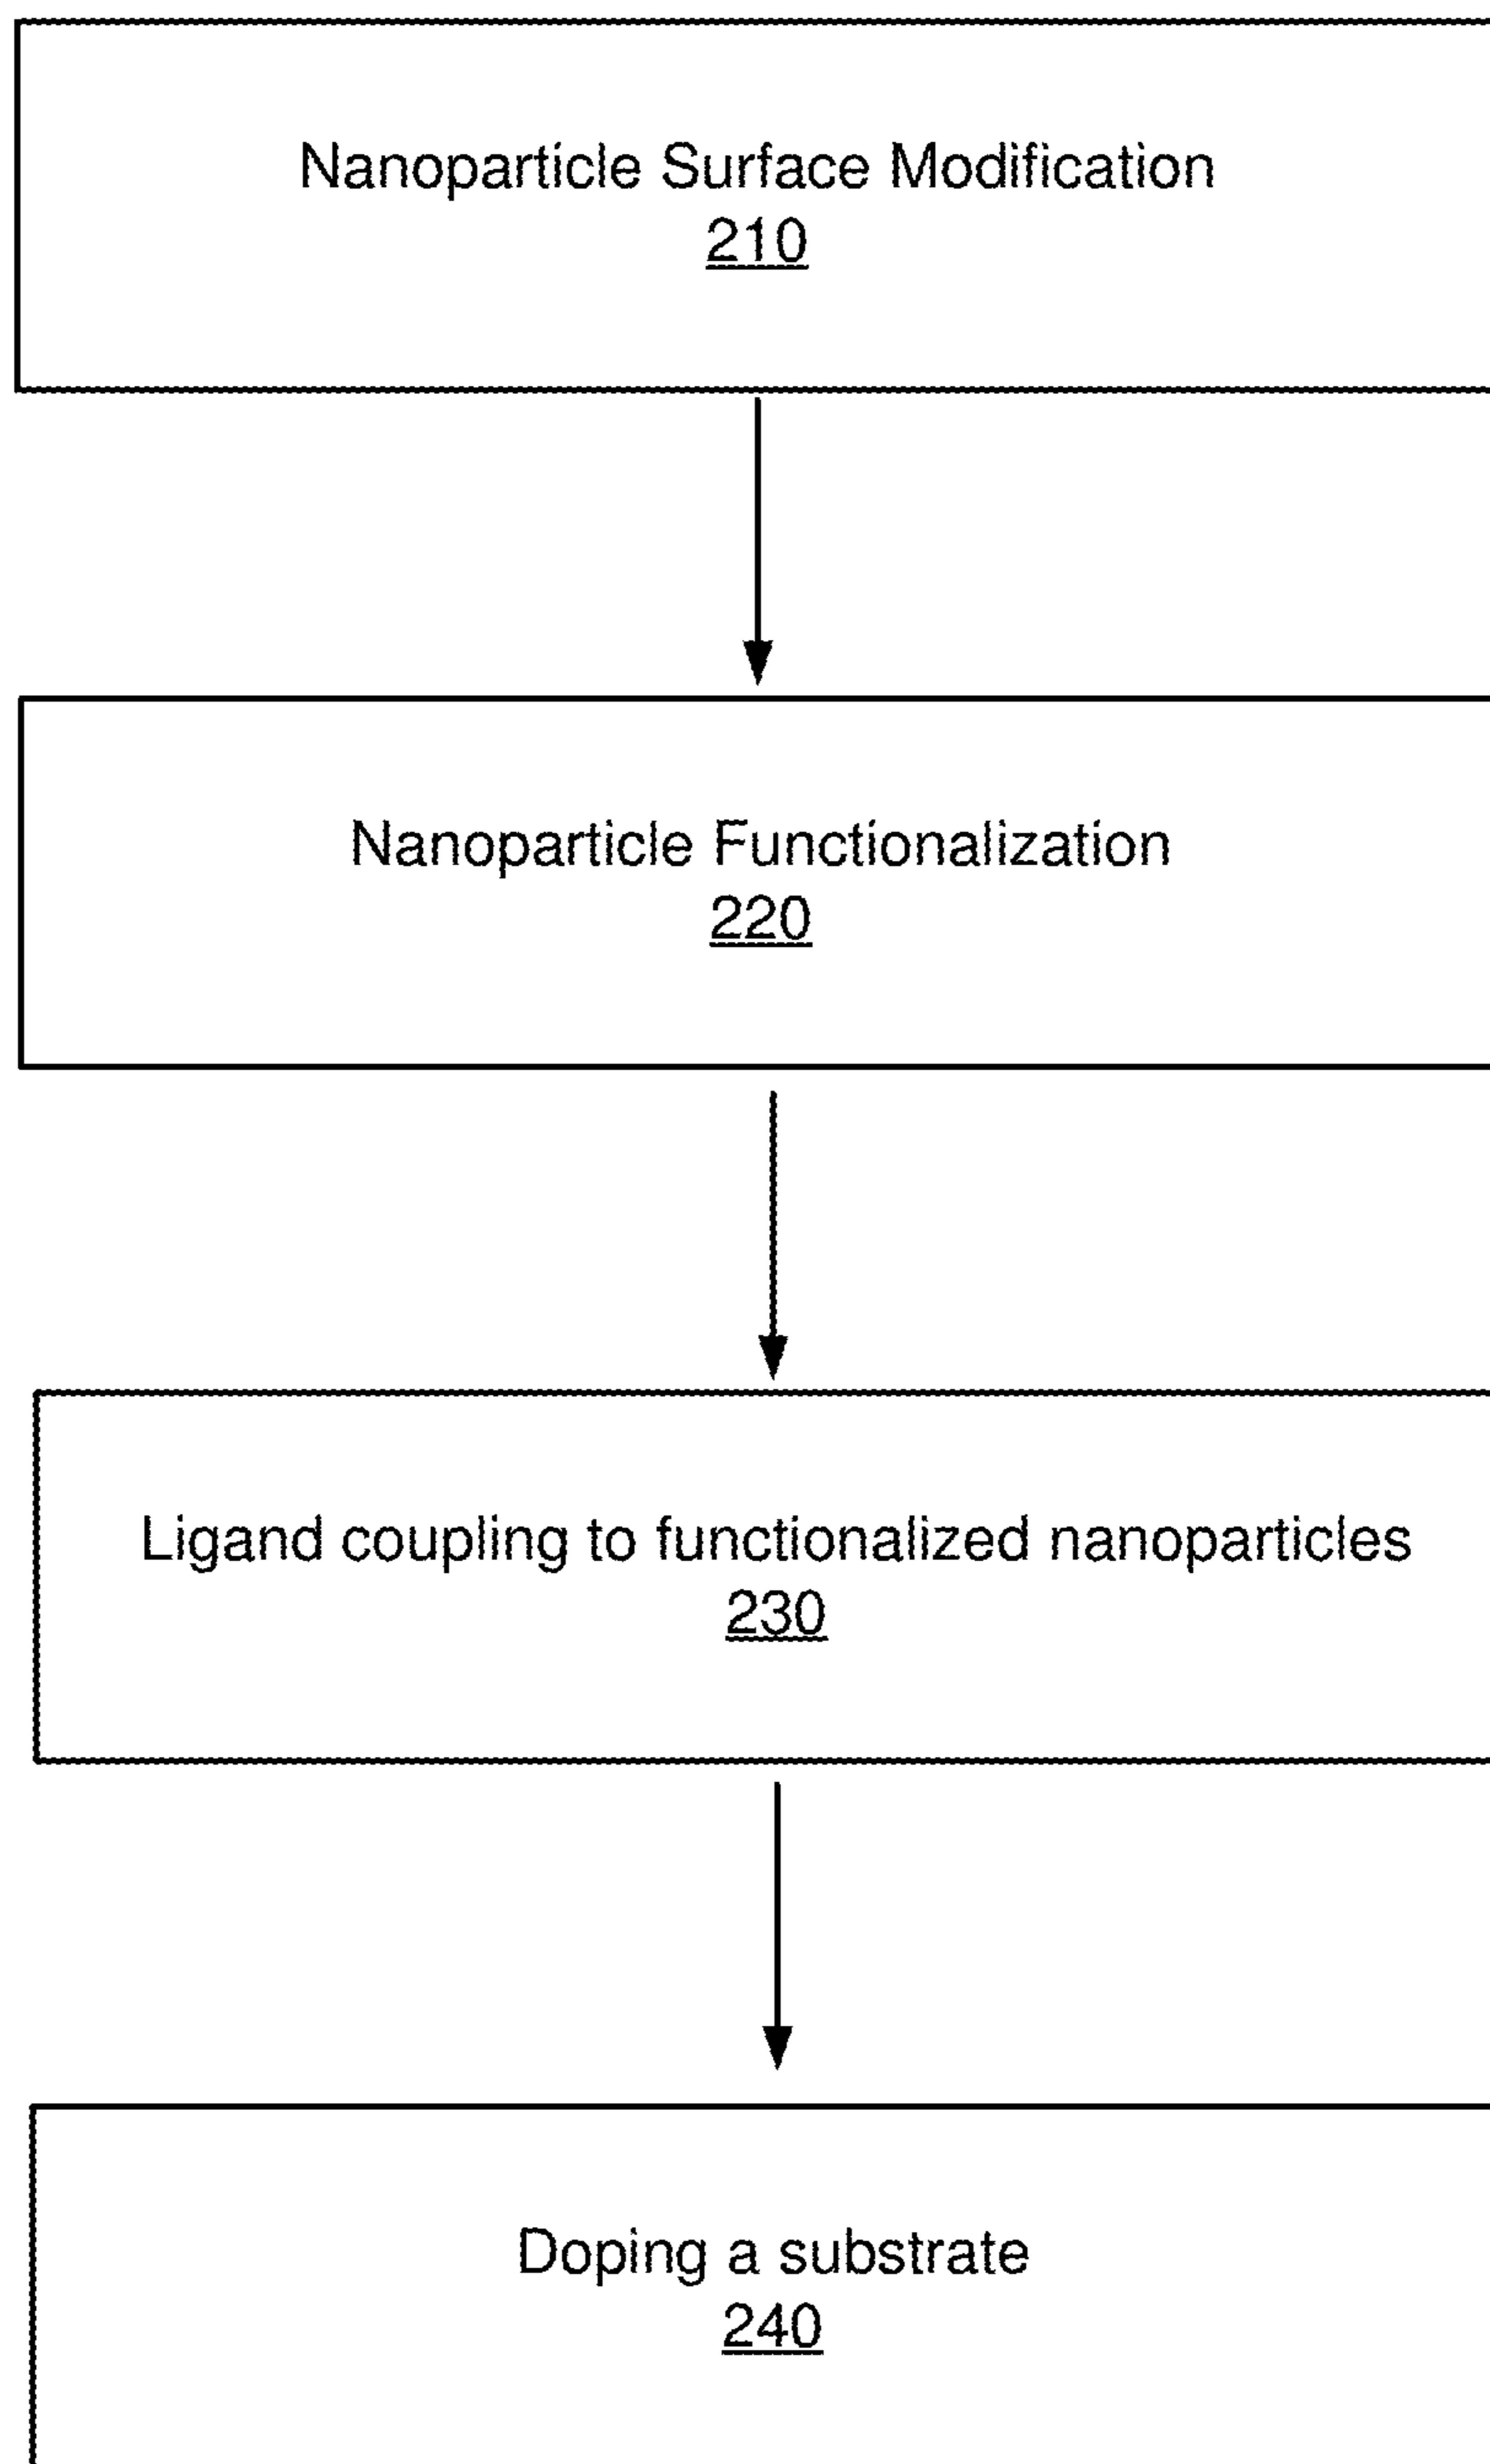 Nanoparticle Surface Modification
210
Nanoparticle Functionalization
220
Ligand coupling to functionalized nanoparticles
230
Doping a substrate
240